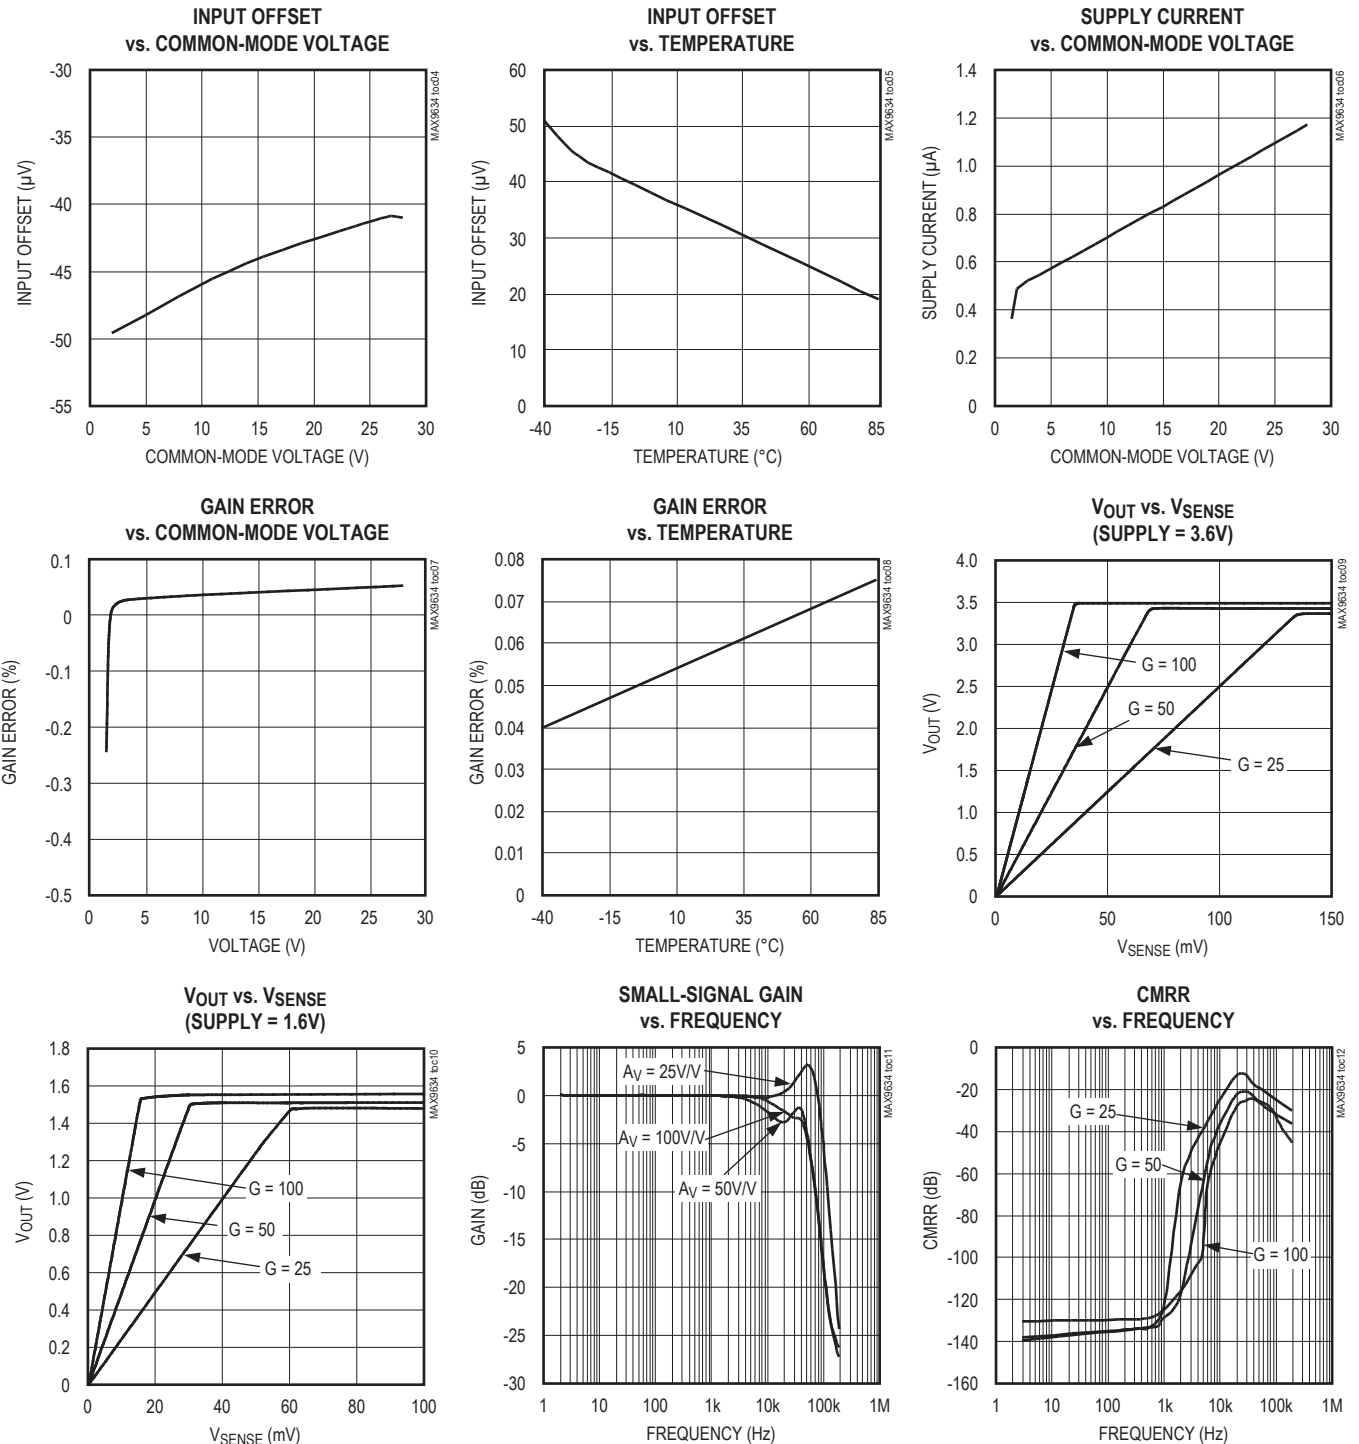 INPUT OFFSET
vs. COMMON-MODE VOLTAGE
-30
-35
-40
-45
-50
-55
INPUT OFFSET (μV)
0 5 10 15 20 25 30
COMMON-MODE VOLTAGE (V)
MAX9634 toc04
INPUT OFFSET
vs. TEMPERATURE
60
50
40
30
20
10
0
INPUT OFFSET (μV)
-40 -15 10 35 60 85
TEMPERATURE (°C)
MAX9634 toc05
SUPPLY CURRENT
vs. COMMON-MODE VOLTAGE
1.4
1.2
1.0
0.8
0.6
0.4
0.2
0
SUPPLY CURRENT (μA)
0 5 10 15 20 25 30
COMMON-MODE VOLTAGE (V)
MAX9634 toc06
GAIN ERROR
vs. COMMON-MODE VOLTAGE
0.1
0
-0.1
-0.2
-0.3
-0.4
-0.5
GAIN ERROR (%)
0 5 10 15 20 25 30
VOLTAGE (V)
MAX9634 toc07
GAIN ERROR
vs. TEMPERATURE
0.08
0.07
0.06
0.05
0.04
0.03
0.02
0.01
0
GAIN ERROR (%)
-40 -15 10 35 60 85
TEMPERATURE (°C)
MAX9634 toc08
VOUT vs. VSENSE
(SUPPLY = 3.6V)
4.0
3.5
3.0
2.5
2.0
1.5
1.0
0.5
0
VOUT (V)
G = 100
G = 50
G = 25
0 50 100 150
VSENSE (mV)
MAX9634 toc09
VOUT vs. VSENSE
(SUPPLY = 1.6V)
1.8
1.6
1.4
1.2
1.0
0.8
0.6
0.4
0.2
0
VOUT (V)
G = 100
G = 50
G = 25
0 20 40 60 80 100
VSENSE (mV)
MAX9634 toc10
SMALL-SIGNAL GAIN
vs. FREQUENCY
5
0
-5
-10
-15
-20
-25
-30
GAIN (dB)
AV = 25V/V
AV = 100V/V
AV = 50V/V
1 10 100 1k 10k 100k 1M
FREQUENCY (Hz)
MAX9634 toc11
CMRR
vs. FREQUENCY
0
-20
-40
-60
-80
-100
-120
-140
-160
CMRR (dB)
G = 25
G = 50
G = 100
1 10 100 1k 10k 100k 1M
FREQUENCY (Hz)
MAX9634 toc12